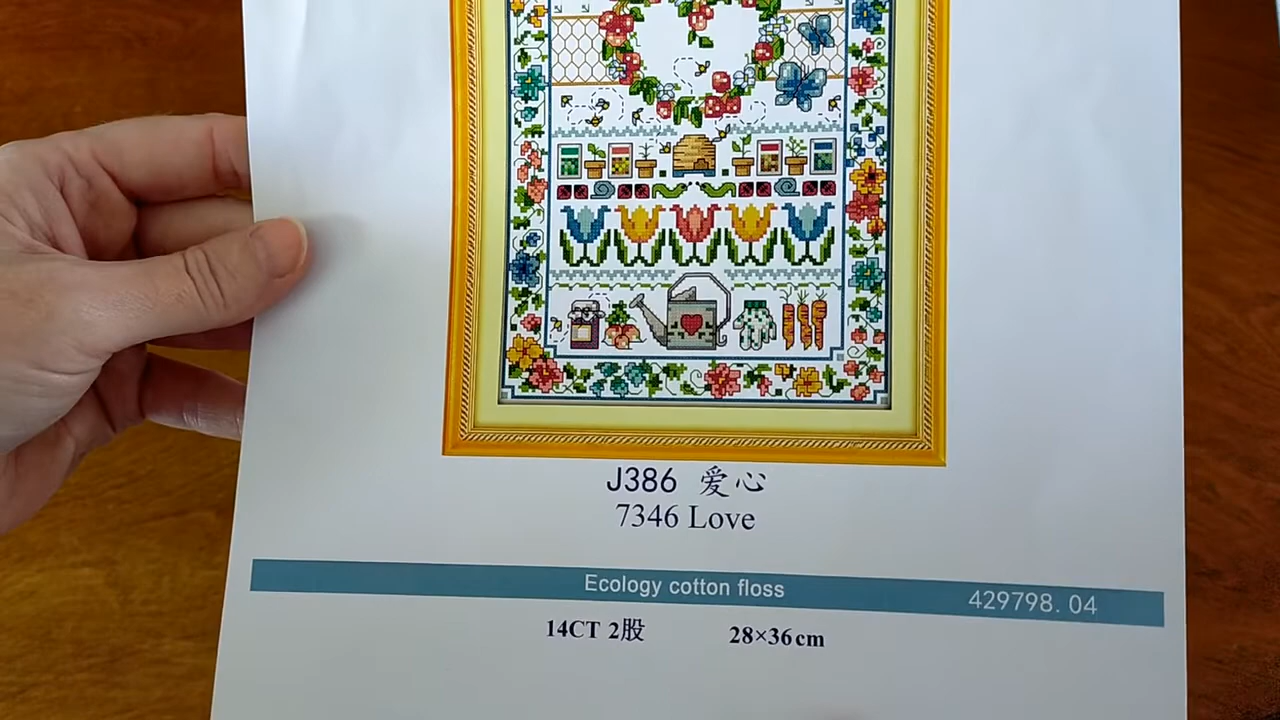 J386 爱心
7346 Love
Ecology cotton floss 429798.04
14CT 2股 28×36cm